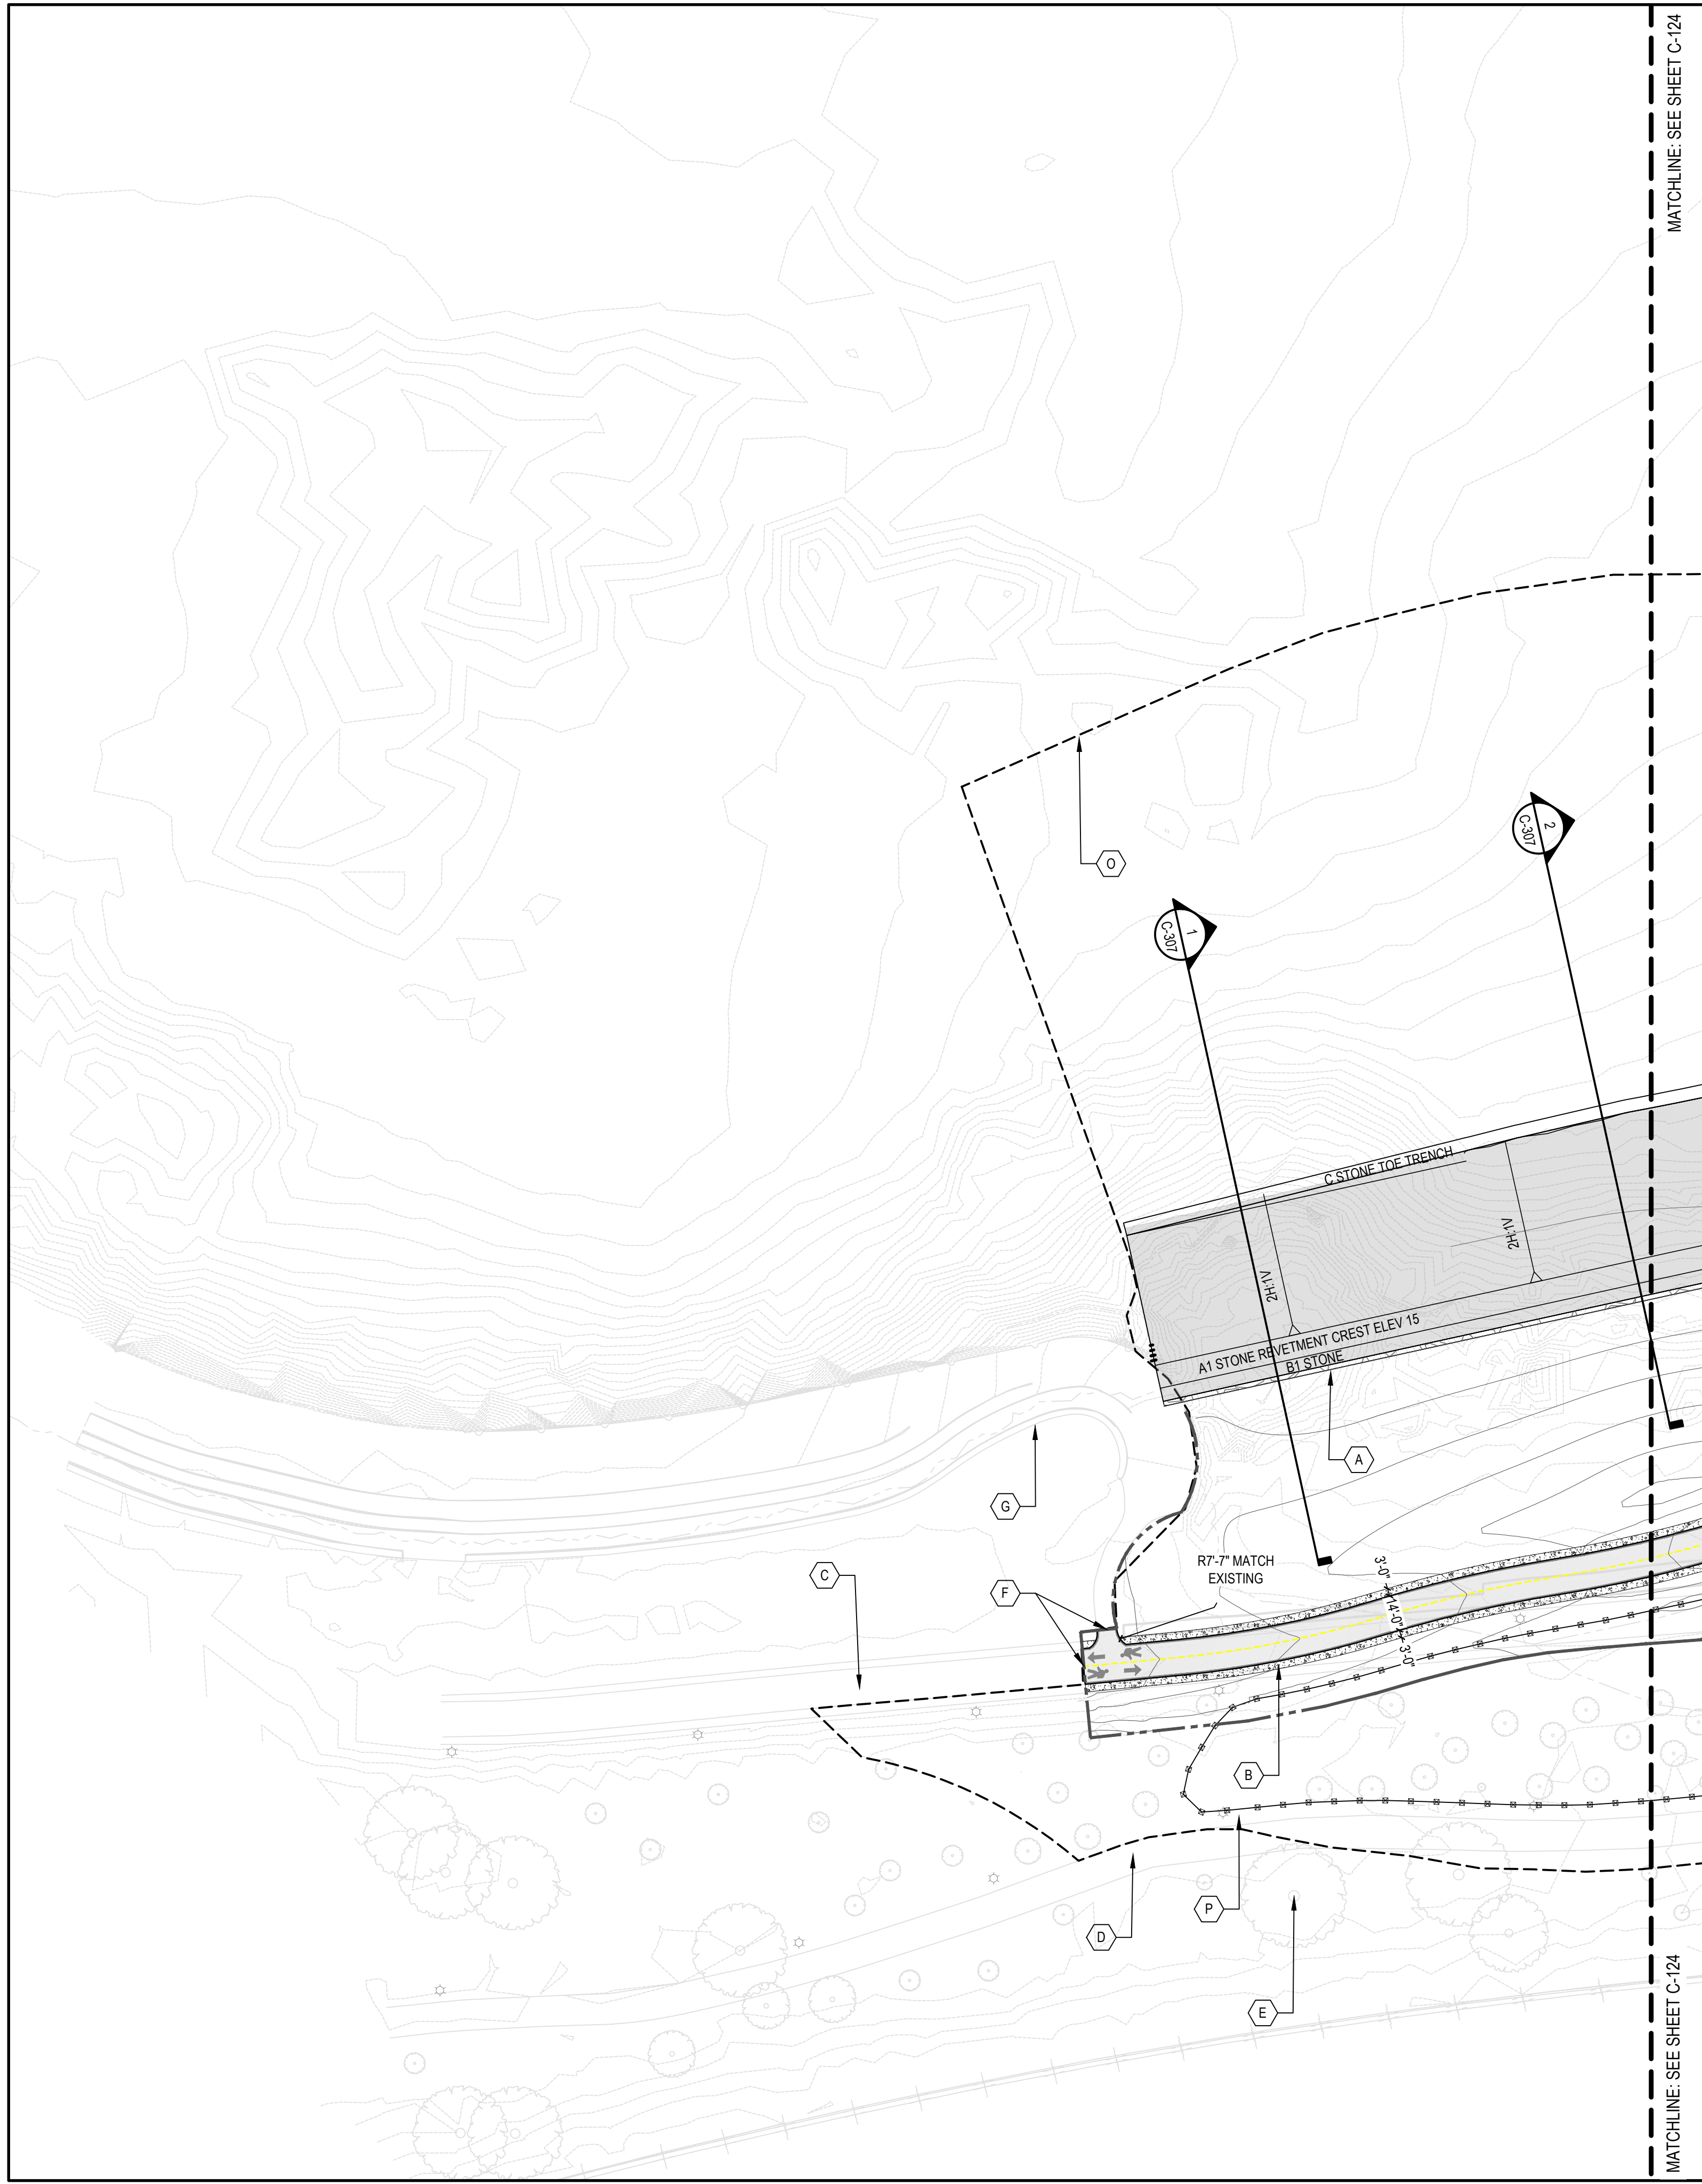 MATCHLINE: SEE SHEET C-124
O
2
C-307
1
C-307
C STONE TOE TRENCH
2H:1V
2H:1V
A1 STONE REVETMENT CREST ELEV 15
B1 STONE
A
G
R7'-7" MATCH
EXISTING
C
F
3'-0"
14'-0"
3'-0"
B
P
D
E
MATCHLINE: SEE SHEET C-124